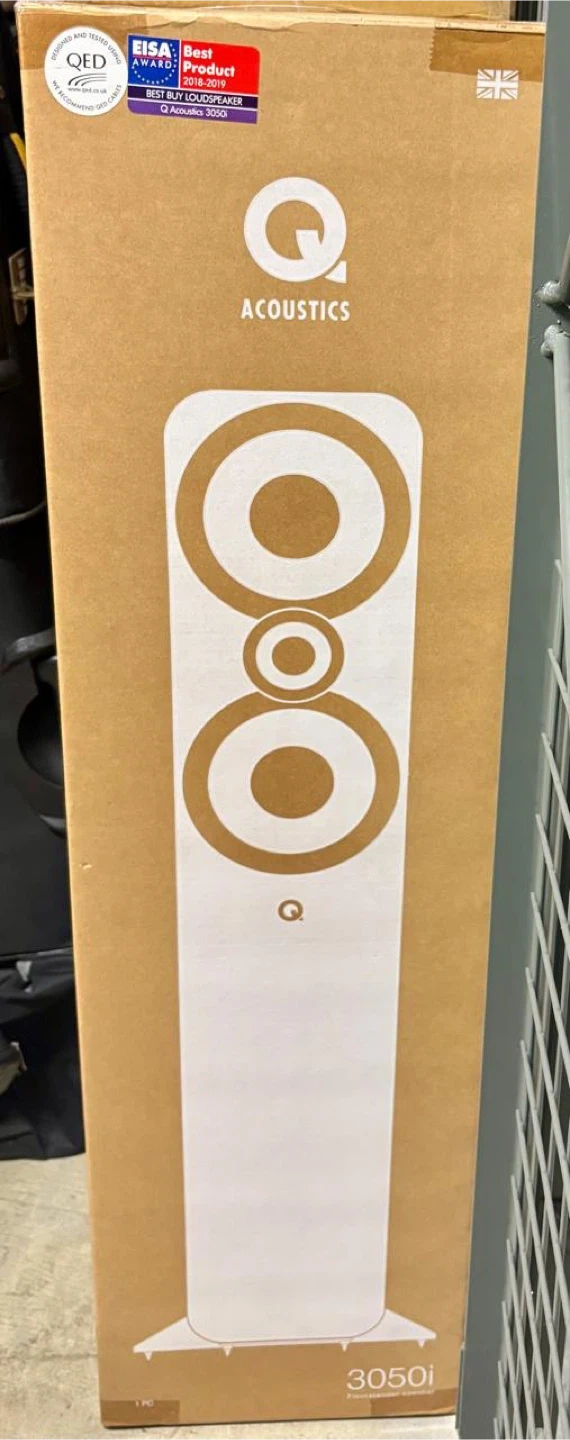 DESIGNED AND TESTED USING
QED
www.qed.co.uk
WE RECOMMEND QED CABLES
EISA
AWARD
Best
Product
2018-2019
BEST BUY LOUDSPEAKER
Q Acoustics 3050i
Q
ACOUSTICS
Q
3050i
1 PC